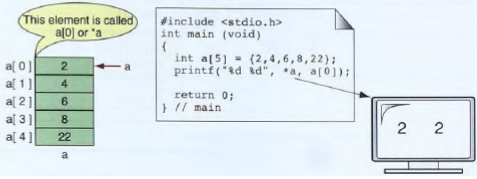 This element is called
a[0] or *a
a[ 0 ]
2
a
a[ 1 ]
4
a[ 2 ]
6
a[ 3 ]
8
a[ 4 ]
22
a
#include <stdio.h>
int main (void)
{
int a[5] = {2,4,6,8,22};
printf("%d %d", *a, a[0]);
return 0;
} // main
2 2